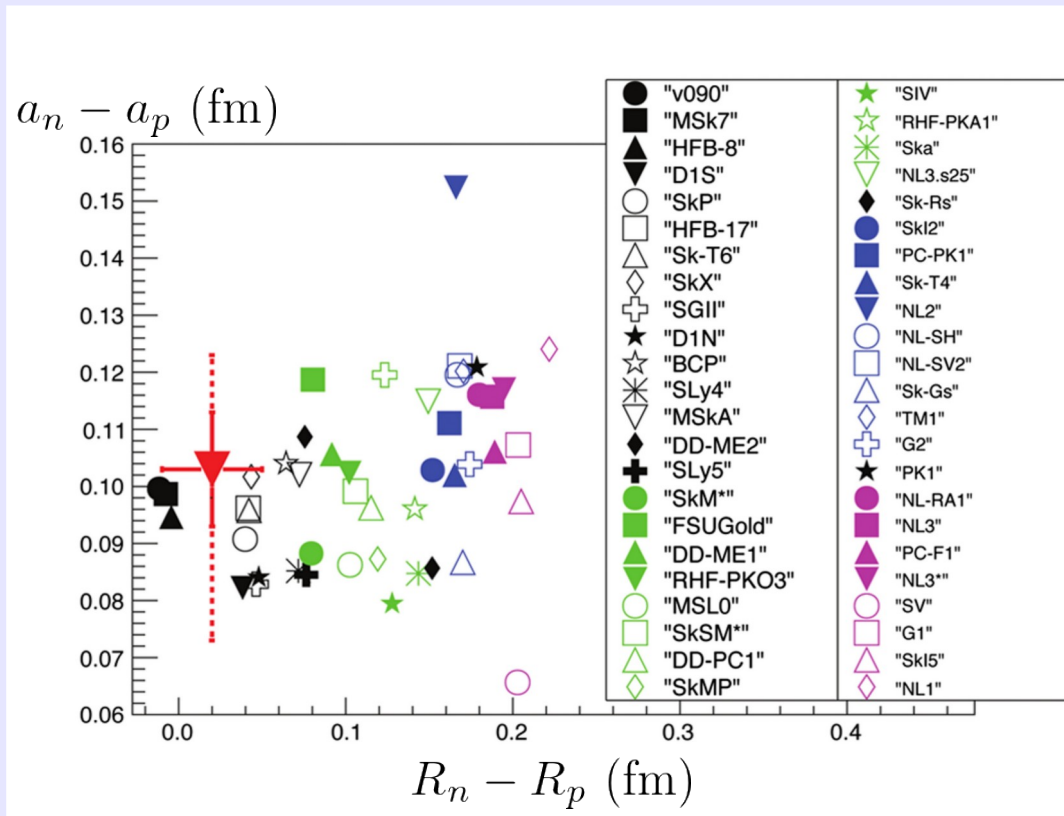 a_n − a_p (fm)
0.16
0.15
0.14
0.13
0.12
0.11
0.10
0.09
0.08
0.07
0.06
0.0
0.1
0.2
0.3
0.4
R_n − R_p (fm)
"v090"
"MSk7"
"HFB-8"
"D1S"
"SkP"
"HFB-17"
"Sk-T6"
"SkX"
"SGII"
"D1N"
"BCP"
"SLy4"
"MSkA"
"DD-ME2"
"SLy5"
"SkM*"
"FSUGold"
"DD-ME1"
"RHF-PKO3"
"MSL0"
"SkSM*"
"DD-PC1"
"SkMP"
"SIV"
"RHF-PKA1"
"Ska"
"NL3.s25"
"Sk-Rs"
"SkI2"
"PC-PK1"
"Sk-T4"
"NL2"
"NL-SH"
"NL-SV2"
"Sk-Gs"
"TM1"
"G2"
"PK1"
"NL-RA1"
"NL3"
"PC-F1"
"NL3*"
"SV"
"G1"
"SkI5"
"NL1"